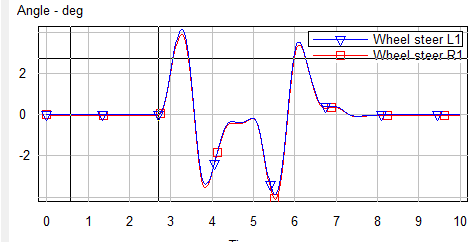 Angle - deg
Wheel steer L1
Wheel steer R1
2
0
-2
0 1 2 3 4 5 6 7 8 9 10